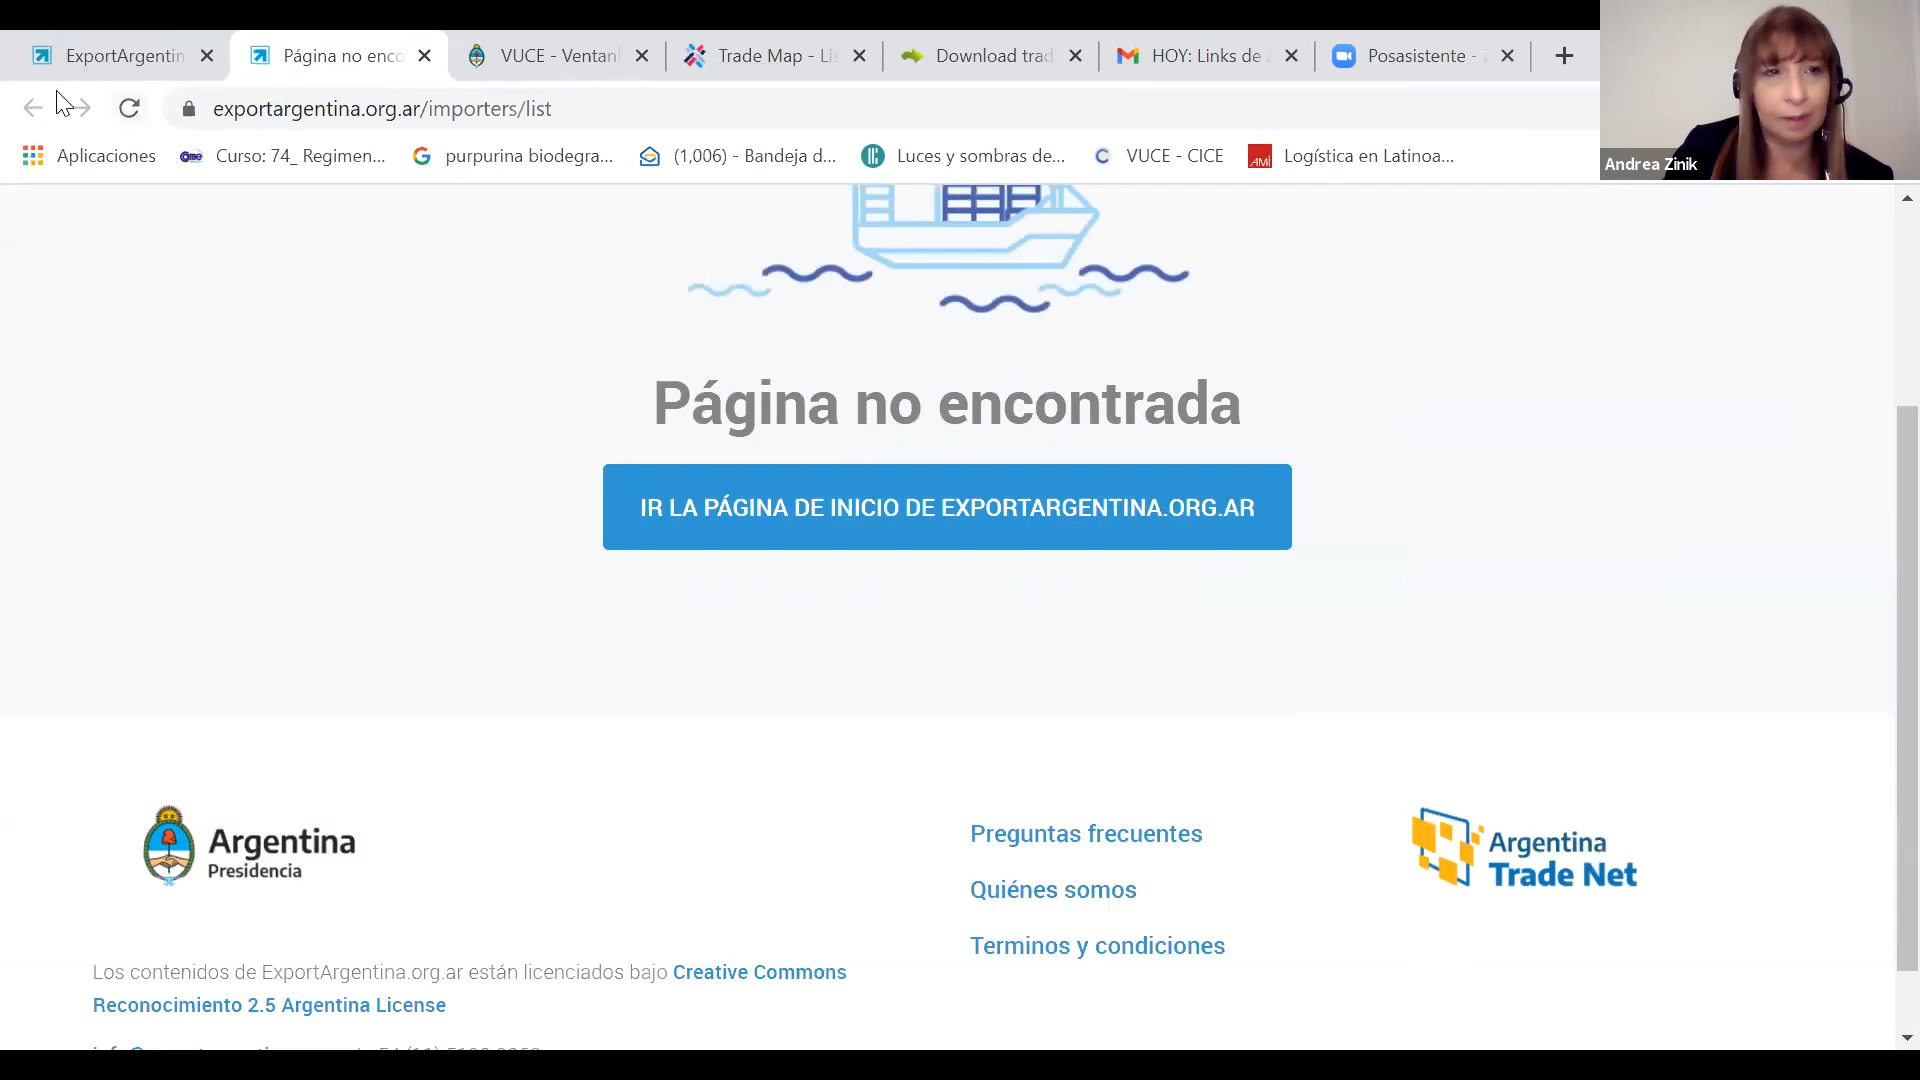 ExportArgentin
Página no enco
VUCE - Ventanl
Trade Map - Lis
Download trad
HOY: Links de
Posasistente -
Andrea Zinik
exportargentina.org.ar/importers/list
Aplicaciones
Curso: 74_ Regimen...
purpurina biodegra...
(1,006) - Bandeja d...
Luces y sombras de...
VUCE - CICE
Logística en Latinoa...
Página no encontrada
IR LA PÁGINA DE INICIO DE EXPORTARGENTINA.ORG.AR
Argentina
Presidencia
Preguntas frecuentes
Quiénes somos
Terminos y condiciones
Argentina
Trade Net
Los contenidos de ExportArgentina.org.ar están licenciados bajo Creative Commons
Reconocimiento 2.5 Argentina License